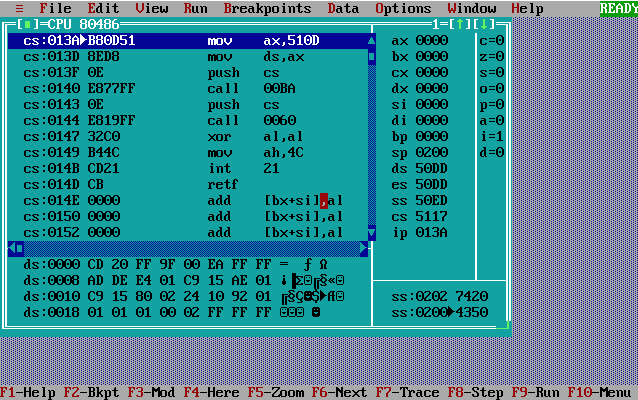 ≡ File Edit View Run Breakpoints Data Options Window Help READY
[■]=CPU 80486 1=[↑][↓]
cs:013A►B80D51 mov ax,510D ax 0000 c=0
cs:013D 8ED8 mov ds,ax bx 0000 z=0
cs:013F 0E push cs cx 0000 s=0
cs:0140 E877FF call 00BA dx 0000 o=0
cs:0143 0E push cs si 0000 p=0
cs:0144 E819FF call 0060 di 0000 a=0
cs:0147 32C0 xor al,al bp 0000 i=1
cs:0149 B44C mov ah,4C sp 0200 d=0
cs:014B CD21 int 21 ds 50DD
cs:014D CB retf es 50DD
cs:014E 0000 add [bx+si],al ss 50ED
cs:0150 0000 add [bx+si],al cs 5117
cs:0152 0000 add [bx+si],al ip 013A
ds:0000 CD 20 FF 9F 00 EA FF FF = ƒ Ω
ds:0008 AD DE E4 01 C9 15 AE 01 ¡▐Σ☺╔§«☺
ds:0010 C9 15 80 02 24 10 92 01 ╔§Ç☻$►Æ☺ ss:0202 7420
ds:0018 01 01 01 00 02 FF FF FF ☺☺☺ ☻ ss:0200►4350
F1-Help F2-Bkpt F3-Mod F4-Here F5-Zoom F6-Next F7-Trace F8-Step F9-Run F10-Menu